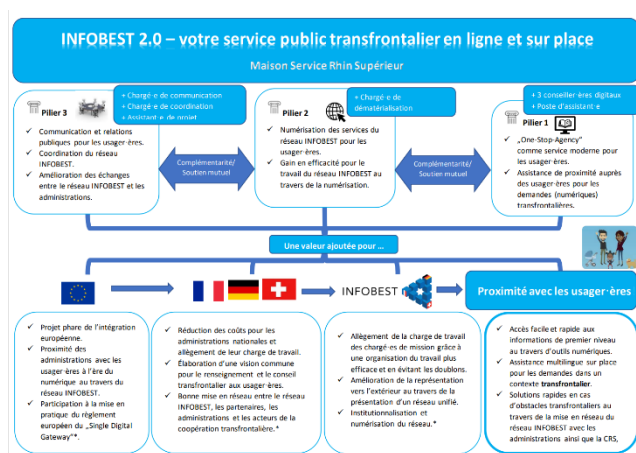 INFOBEST 2.0 – votre service public transfrontalier en ligne et sur place
Maison Service Rhin Supérieur
+ Chargé·e de communication
+ Chargé·e de coordination
+ Assistant·e de projet
Pilier 3
✓ Communication et relations
publiques pour les usager·ères.
✓ Coordination du réseau
INFOBEST.
✓ Amélioration des échanges
entre le réseau INFOBEST et les
administrations.
Complémentarité/
Soutien mutuel
+ Chargé·e de
dématérialisation
Pilier 2
✓ Numérisation des services du
réseau INFOBEST pour les
usager·ères.
✓ Gain en efficacité pour le
travail du réseau INFOBEST au
travers de la numérisation.
Complémentarité/
Soutien mutuel
+ 3 conseiller·ères digitaux
+ Poste d'assistant·e
Pilier 1
✓ „One-Stop-Agency"
comme service moderne pour
les usager·ères.
✓ Assistance de proximité auprès
des usager·ères pour les
demandes (numériques)
transfrontalières.
Une valeur ajoutée pour ...
INFOBEST
Proximité avec les usager·ères
✓ Projet phare de l'intégration
européenne.
✓ Proximité des
administrations avec les
usager·ères à l'ère du
numérique au travers du
réseau INFOBEST.
✓ Participation à la mise en
pratique du règlement
européen du „Single Digital
Gateway"*.
✓ Réduction des coûts pour les
administrations nationales et
allègement de leur charge de travail.
✓ Élaboration d'une vision commune
pour le renseignement et le conseil
transfrontalier aux usager·ères.
✓ Bonne mise en réseau entre le réseau
INFOBEST, les partenaires, les
administrations et les acteurs de la
coopération transfrontalière.*
✓ Allègement de la charge de travail
des chargé·es de mission grâce à
une organisation du travail plus
efficace et en évitant les doublons.
✓ Amélioration de la représentation
vers l'extérieur au travers de la
présentation d'un réseau unifié.
✓ Institutionnalisation et
numérisation du réseau.*
✓ Accès facile et rapide aux
informations de premier niveau
au travers d'outils numériques.
✓ Assistance multilingue sur place
pour les demandes dans un
contexte transfrontalier.
✓ Solutions rapides en cas
d'obstacles transfrontaliers au
travers de la mise en réseau du
réseau INFOBEST avec les
administrations ainsi que la CRS,